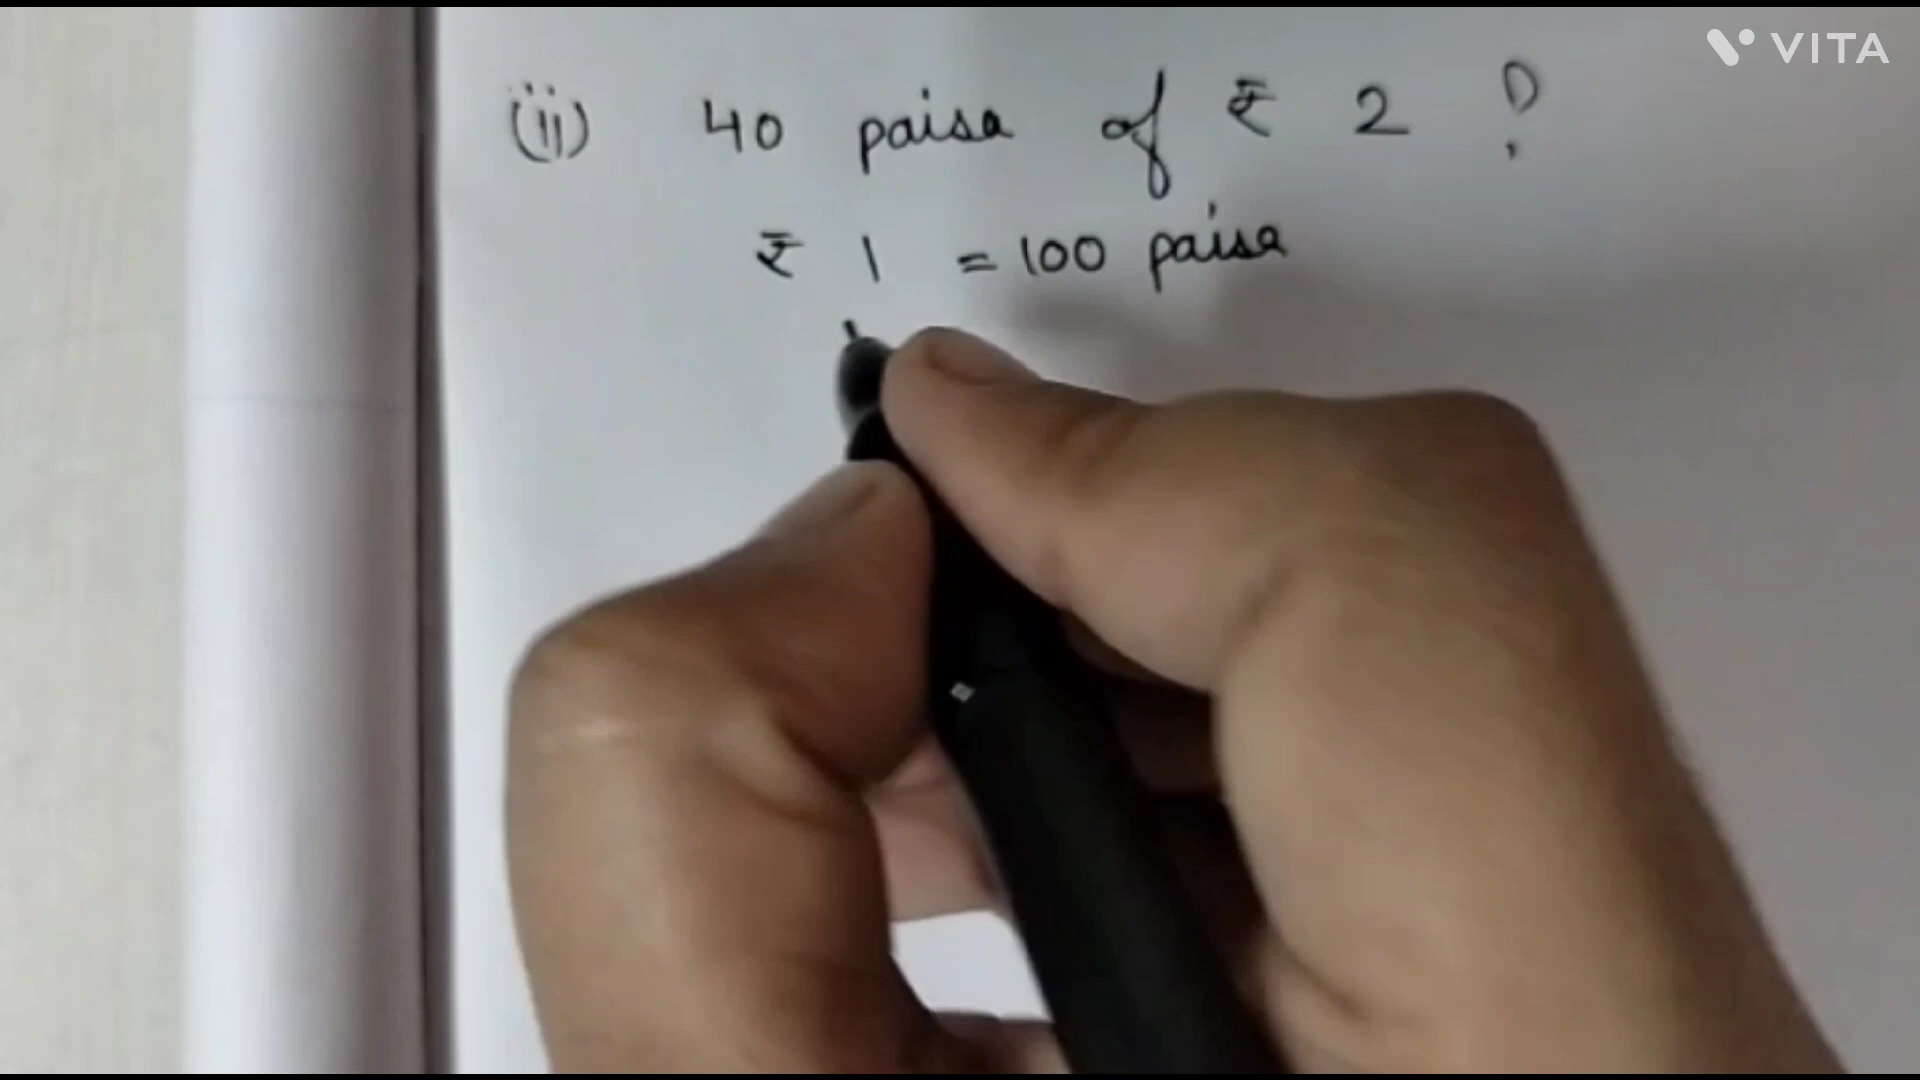 VITA
(ii) 40 paisa of ₹ 2 ?
₹ 1 = 100 paisa